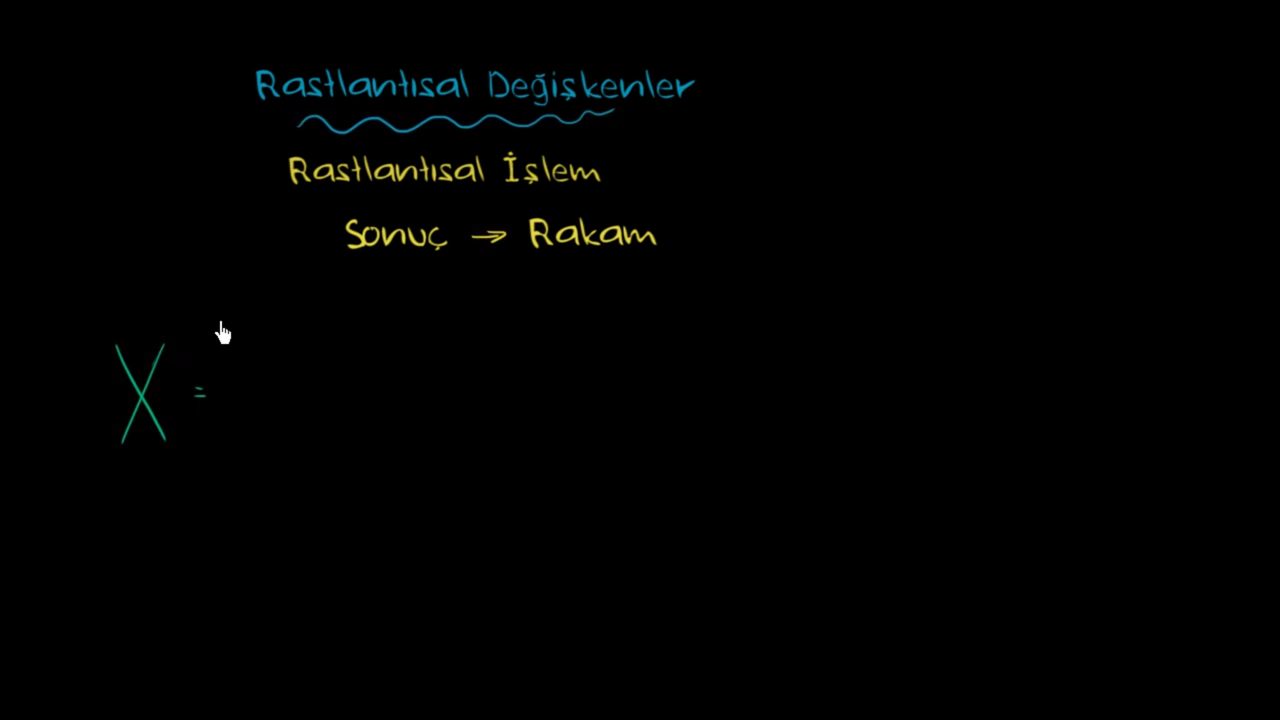 Rastlantısal Değişkenler
Rastlantısal İşlem
Sonuç → Rakam
X =